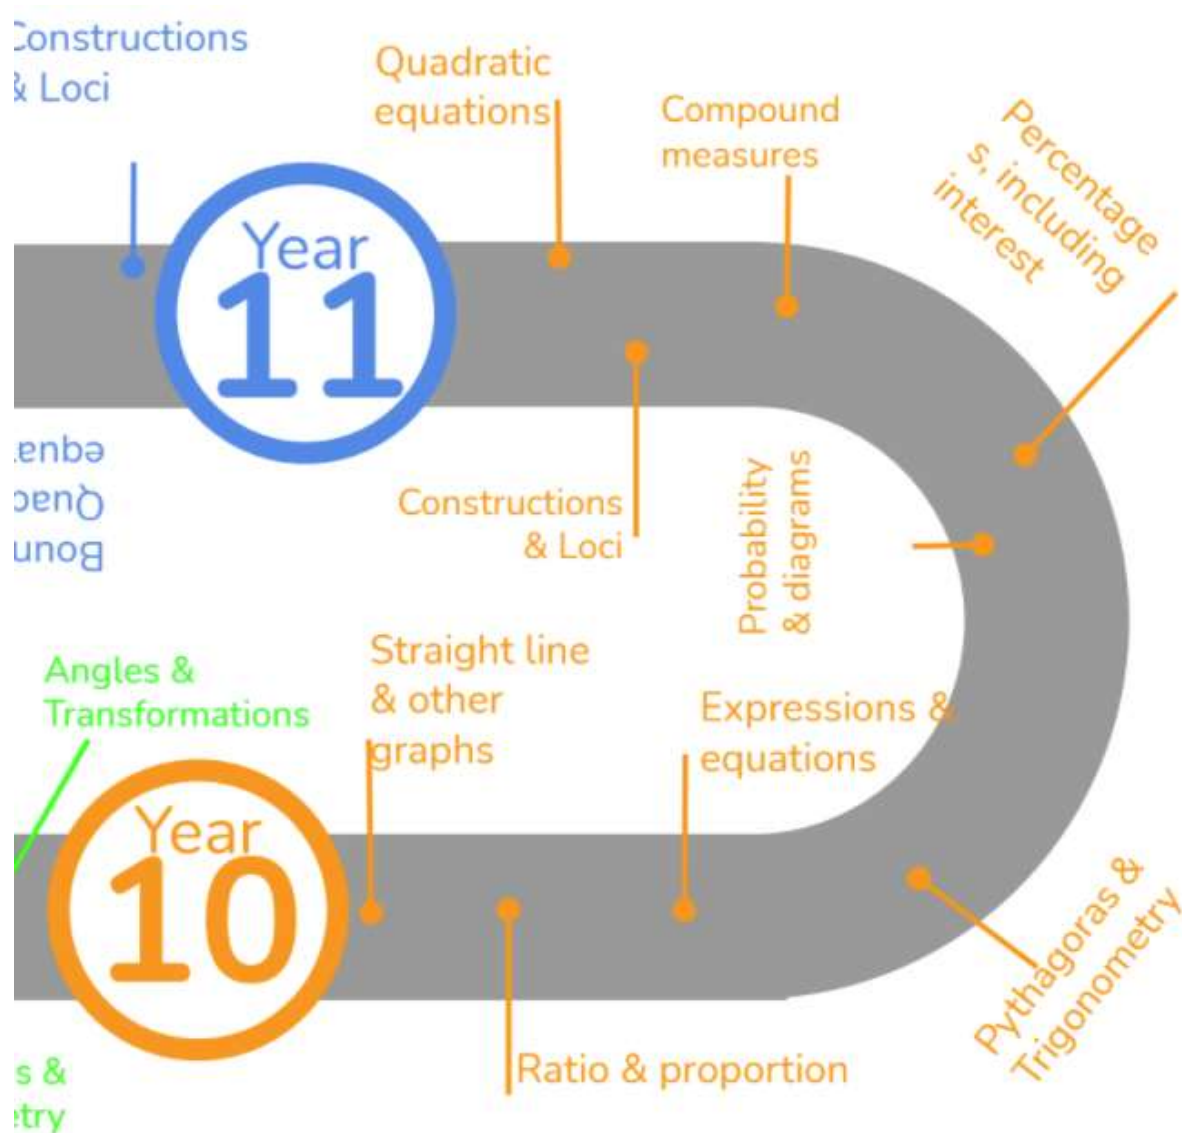 Constructions
& Loci
Quadratic
equations
Compound
measures
Percentage
s, including
interest
Year
11
Constructions
& Loci
Probability
& diagrams
Angles &
Transformations
Straight line
& other
graphs
Expressions &
equations
Year
10
Pythagoras &
Trigonometry
Ratio & proportion
s &